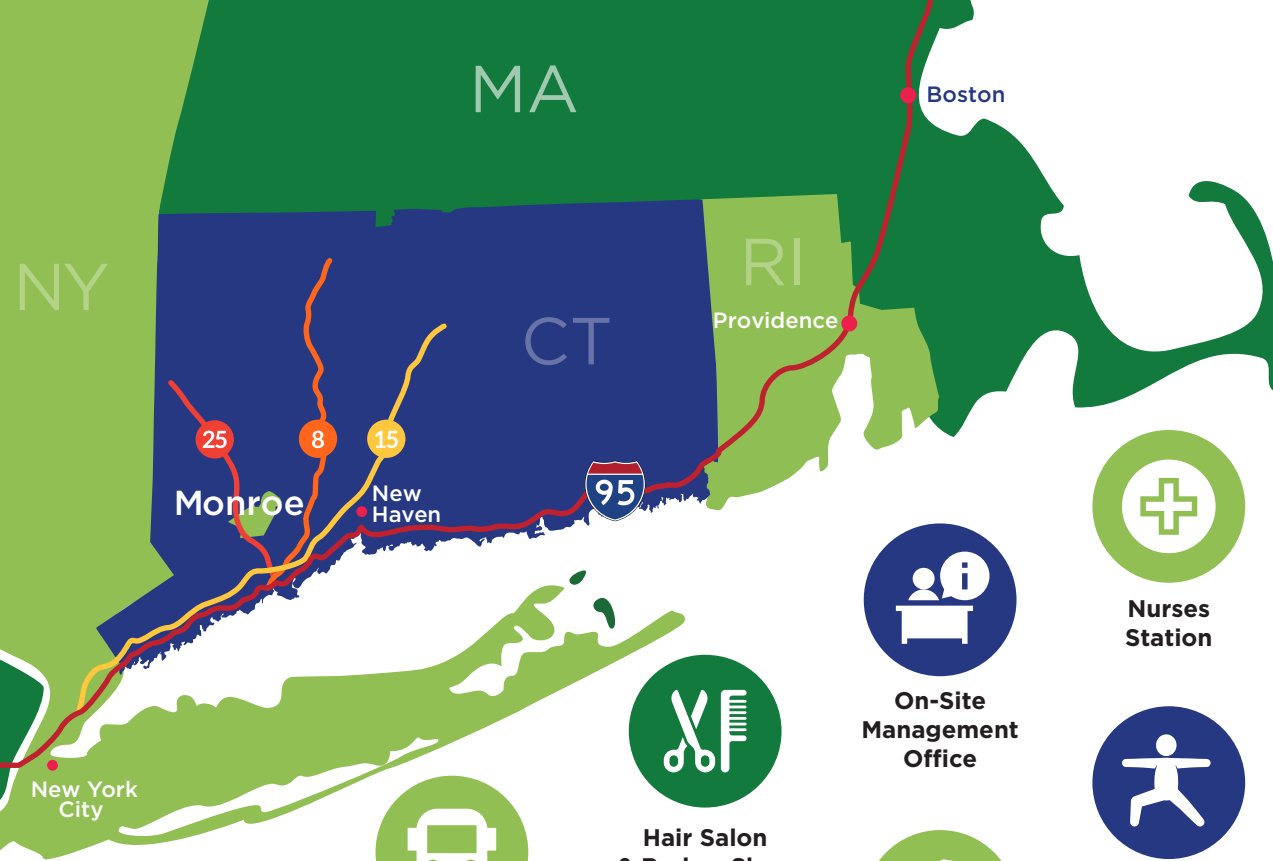 MA
Boston
NY
RI
CT
Providence
25
8
15
Monroe
New
Haven
95
New York
City
i
Nurses
Station
On-Site
Management
Office
Hair Salon